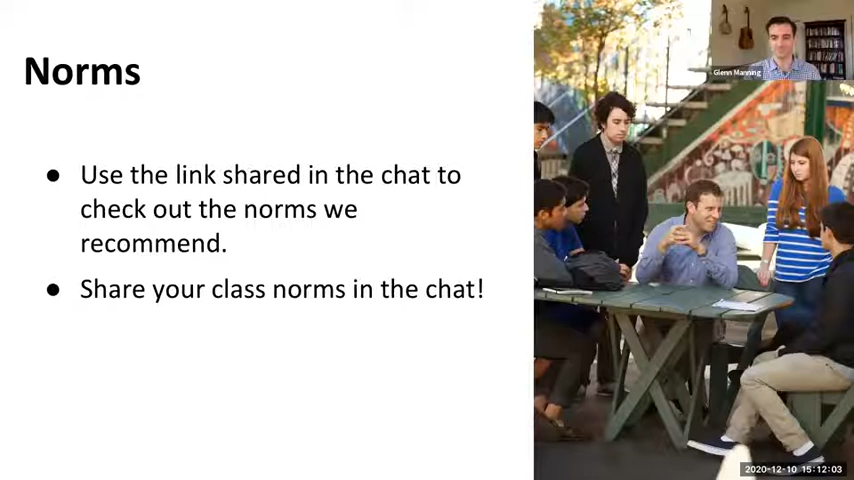 Norms
● Use the link shared in the chat to
check out the norms we
recommend.
● Share your class norms in the chat!
Glenn Manning
2020-12-10 15:12:03